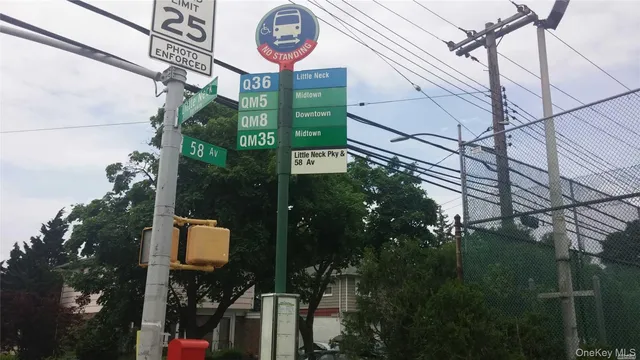 LIMIT
25
PHOTO
ENFORCED
NO STANDING
Q36 Little Neck
QM5 Midtown
QM8 Downtown
QM35 Midtown
Little Neck Pky &
58 Av
58 Av
OneKey MLS